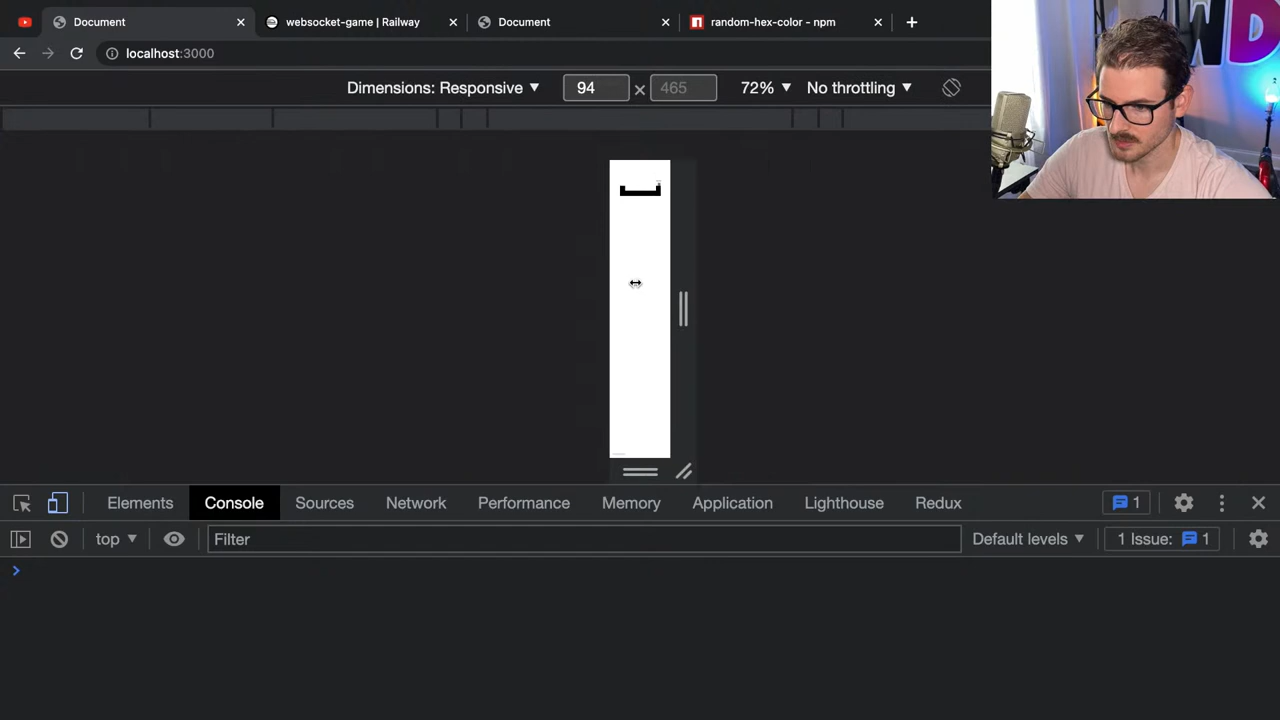 Document
websocket-game | Railway
Document
random-hex-color - npm
localhost:3000
Dimensions: Responsive
94 × 465
72%
No throttling
Elements
Console
Sources
Network
Performance
Memory
Application
Lighthouse
Redux
1
top
Filter
Default levels
1 Issue: 1